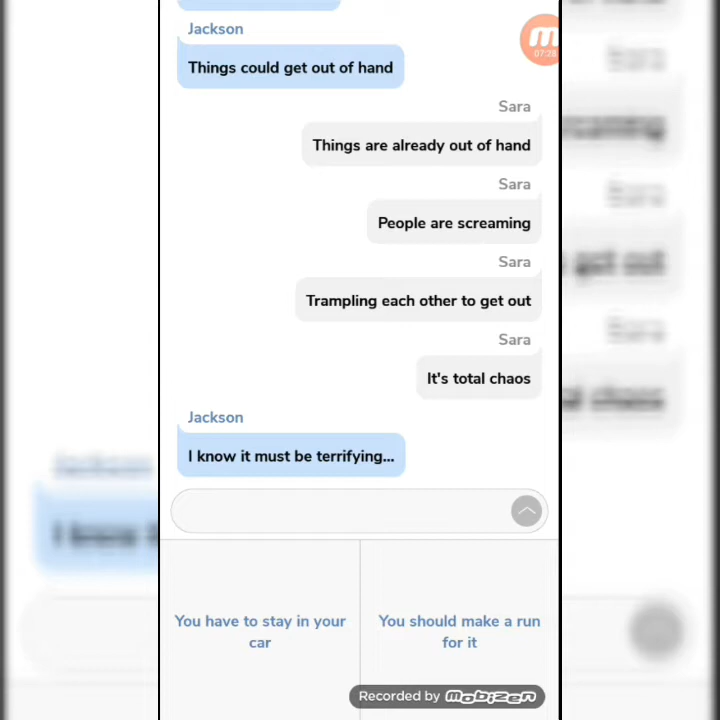 Jackson
Things could get out of hand
Sara
Things are already out of hand
Sara
People are screaming
Sara
Trampling each other to get out
Sara
It's total chaos
Jackson
I know it must be terrifying...
You have to stay in your
car
You should make a run
for it
07:28
Recorded by mobizen